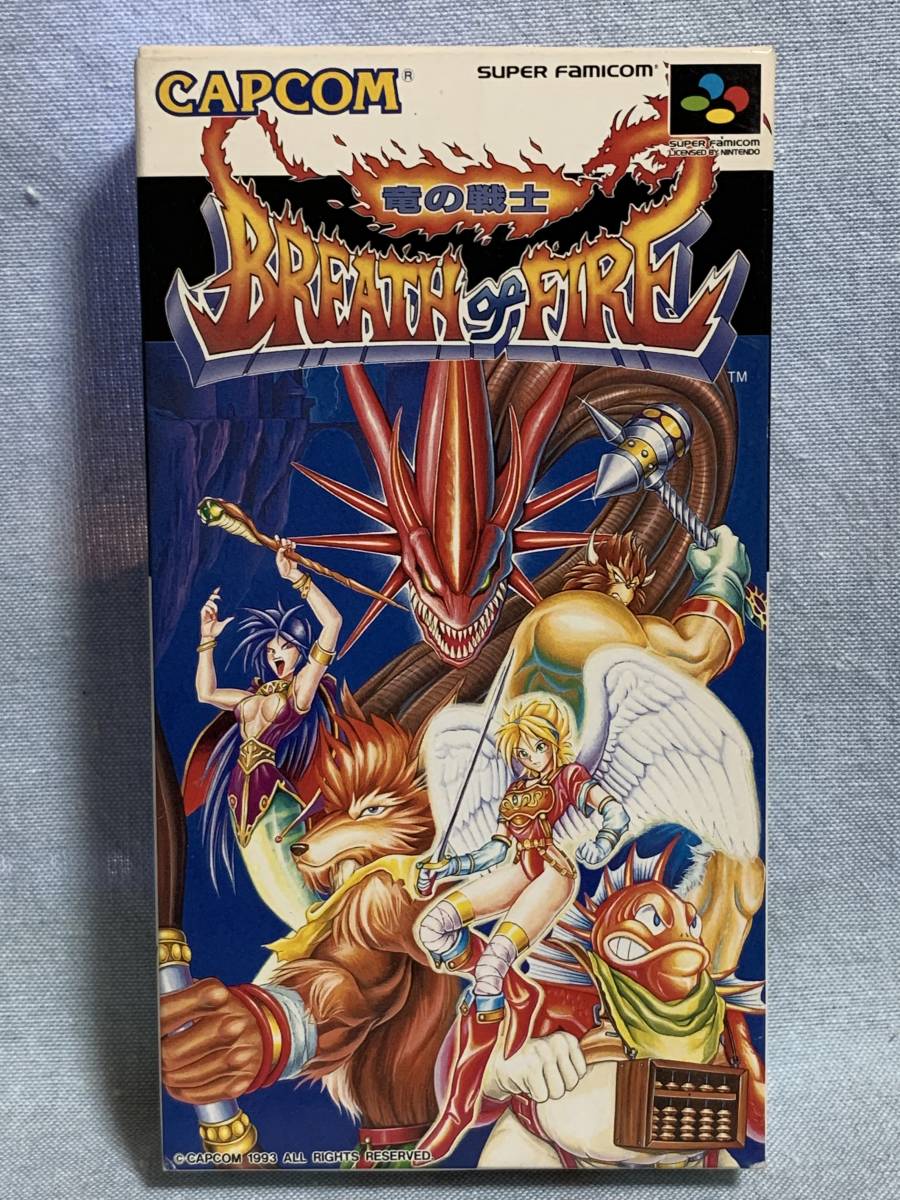 CAPCOM®
SUPER FAMICOM®
SUPER FAMICOM
LICENSED BY NINTENDO
竜の戦士
BREATH OF FIRE
TM
©CAPCOM 1993 ALL RIGHTS RESERVED.